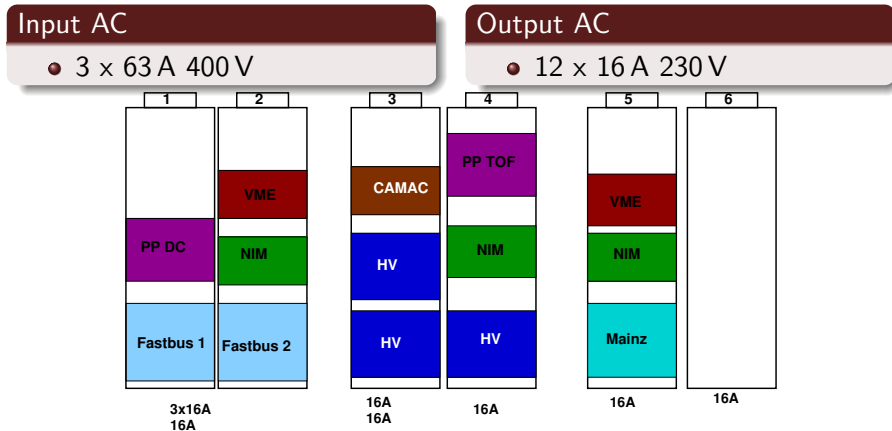 Input AC
3 x 63 A 400 V
Output AC
12 x 16 A 230 V
1
2
3
4
5
6
PP DC
Fastbus 1
VME
NIM
Fastbus 2
CAMAC
HV
HV
PP TOF
NIM
HV
VME
NIM
Mainz
3x16A
16A
16A
16A
16A
16A
16A